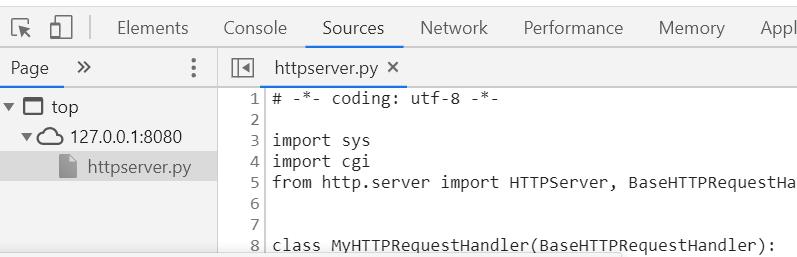 Elements Console Sources Network Performance Memory Appl
Page » httpserver.py ×
top
127.0.0.1:8080
httpserver.py
1 # -*- coding: utf-8 -*-
2
3 import sys
4 import cgi
5 from http.server import HTTPServer, BaseHTTPRequestHa
6
7
8 class MyHTTPRequestHandler(BaseHTTPRequestHandler):